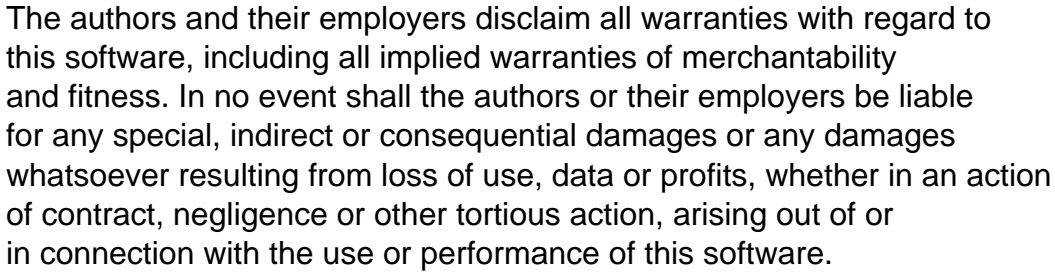 The authors and their employers disclaim all warranties with regard to
this software, including all implied warranties of merchantability
and fitness. In no event shall the authors or their employers be liable
for any special, indirect or consequential damages or any damages
whatsoever resulting from loss of use, data or profits, whether in an action
of contract, negligence or other tortious action, arising out of or
in connection with the use or performance of this software.